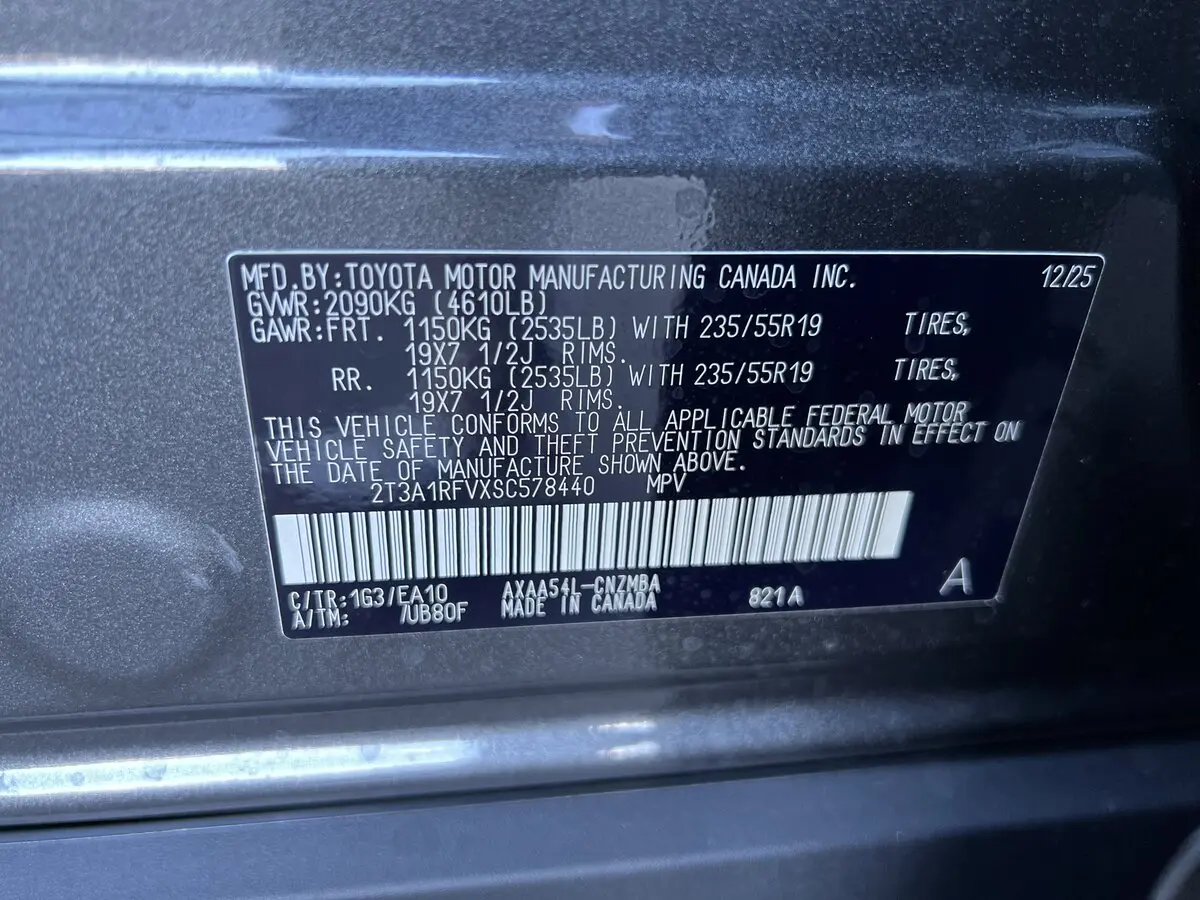 MFD.BY:TOYOTA MOTOR MANUFACTURING CANADA INC. 12/25
GVWR:2090KG (4610LB)
GAWR:FRT. 1150KG (2535LB) WITH 235/55R19 TIRES,
19X7 1/2J RIMS.
RR. 1150KG (2535LB) WITH 235/55R19 TIRES,
19X7 1/2J RIMS.
THIS VEHICLE CONFORMS TO ALL APPLICABLE FEDERAL MOTOR
VEHICLE SAFETY AND THEFT PREVENTION STANDARDS IN EFFECT ON
THE DATE OF MANUFACTURE SHOWN ABOVE.
2T3A1RFVXSC578440 MPV
C/TR:1G3/EA10 AXAA54L-CNZMBA 821A A
A/TM: /UB80F MADE IN CANADA